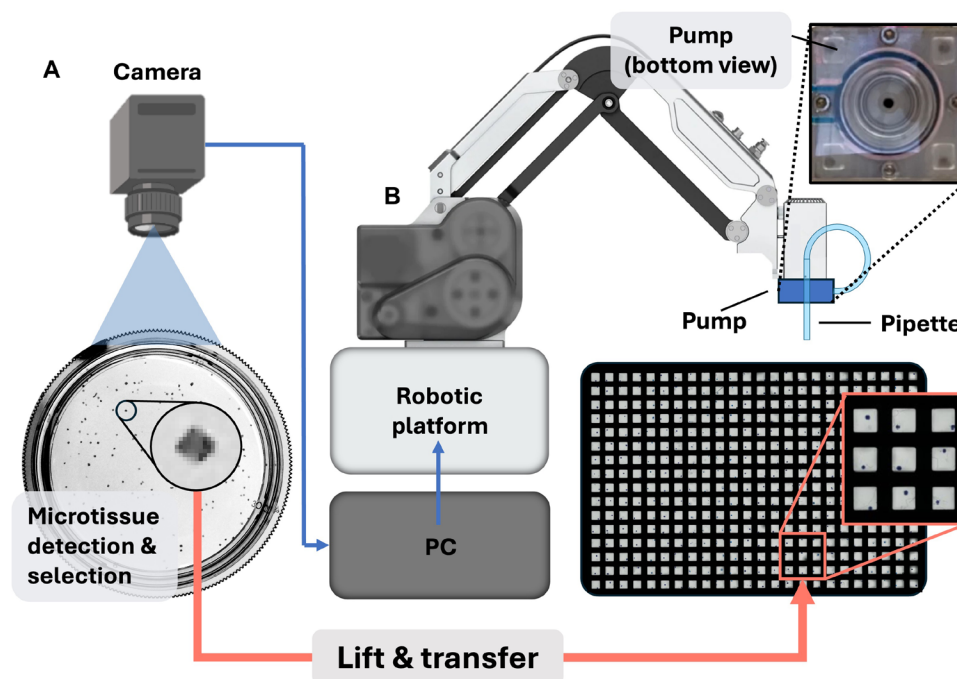 A
Camera
Pump
(bottom view)
B
Pump
Pipette
Robotic
platform
Microtissue
detection &
selection
PC
Lift & transfer